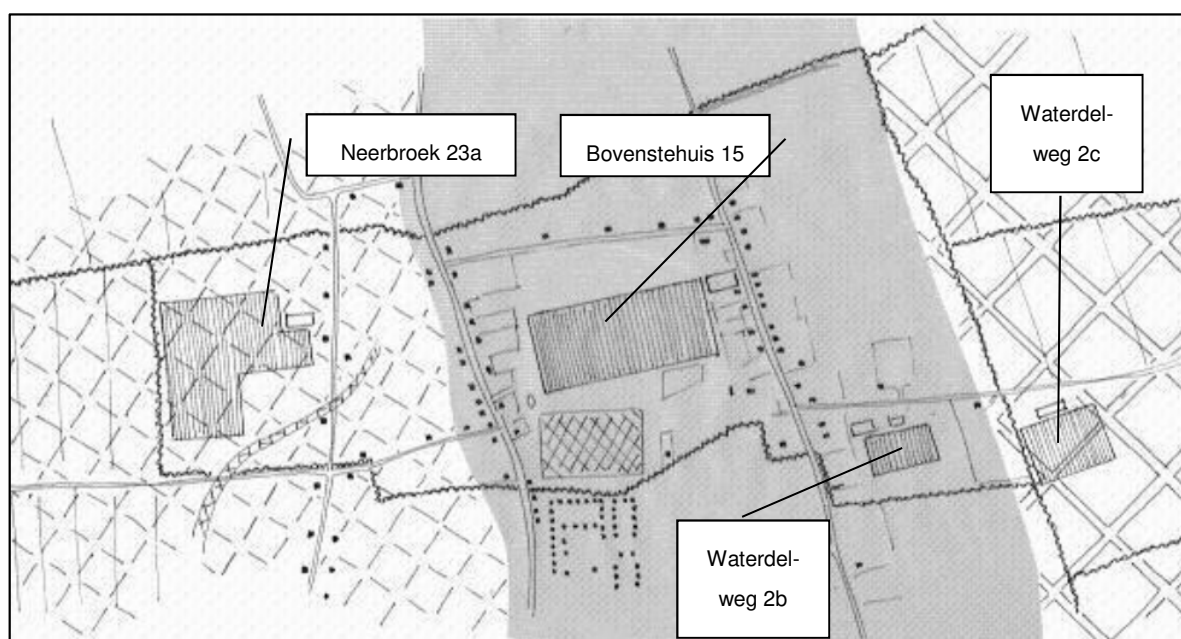 Neerbroek 23a
Bovenstehuis 15
Waterdel-
weg 2c
Waterdel-
weg 2b